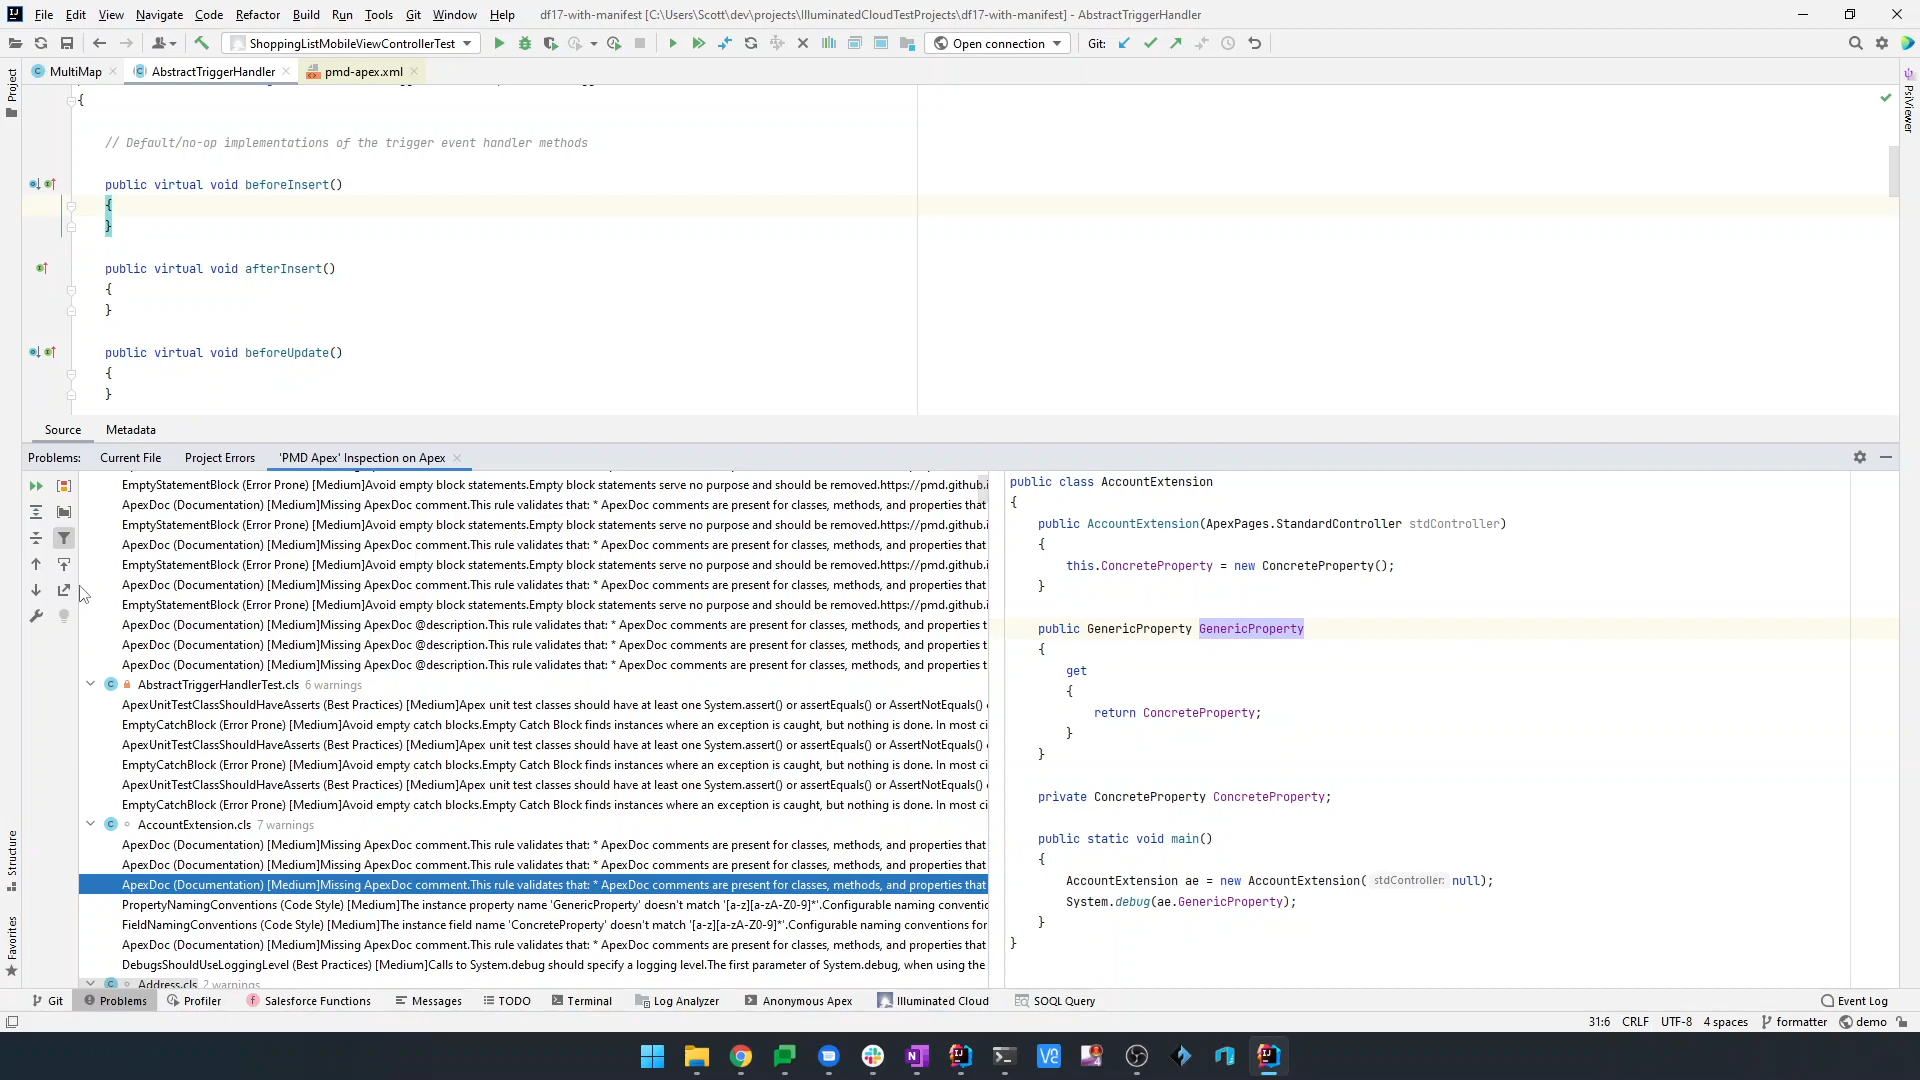 File Edit View Navigate Code Refactor Build Run Tools Git Window Help df17-with-manifest [C:\Users\Scott\dev\projects\IlluminatedCloudTestProjects\df17-with-manifest] - AbstractTriggerHandler
ShoppingListMobileViewControllerTest Open connection Git:
MultiMap AbstractTriggerHandler pmd-apex.xml
Project
PsiViewer
{
// Default/no-op implementations of the trigger event handler methods
public virtual void beforeInsert()
{
}
public virtual void afterInsert()
{
}
public virtual void beforeUpdate()
{
}
Source Metadata
Problems: Current File Project Errors 'PMD Apex' Inspection on Apex
EmptyStatementBlock (Error Prone) [Medium]Avoid empty block statements.Empty block statements serve no purpose and should be removed.https://pmd.github.i
ApexDoc (Documentation) [Medium]Missing ApexDoc comment.This rule validates that: * ApexDoc comments are present for classes, methods, and properties that
EmptyStatementBlock (Error Prone) [Medium]Avoid empty block statements.Empty block statements serve no purpose and should be removed.https://pmd.github.i
ApexDoc (Documentation) [Medium]Missing ApexDoc comment.This rule validates that: * ApexDoc comments are present for classes, methods, and properties that
EmptyStatementBlock (Error Prone) [Medium]Avoid empty block statements.Empty block statements serve no purpose and should be removed.https://pmd.github.i
ApexDoc (Documentation) [Medium]Missing ApexDoc comment.This rule validates that: * ApexDoc comments are present for classes, methods, and properties that
EmptyStatementBlock (Error Prone) [Medium]Avoid empty block statements.Empty block statements serve no purpose and should be removed.https://pmd.github.i
ApexDoc (Documentation) [Medium]Missing ApexDoc @description.This rule validates that: * ApexDoc comments are present for classes, methods, and properties t
ApexDoc (Documentation) [Medium]Missing ApexDoc @description.This rule validates that: * ApexDoc comments are present for classes, methods, and properties t
ApexDoc (Documentation) [Medium]Missing ApexDoc @description.This rule validates that: * ApexDoc comments are present for classes, methods, and properties t
AbstractTriggerHandlerTest.cls 6 warnings
ApexUnitTestClassShouldHaveAsserts (Best Practices) [Medium]Apex unit test classes should have at least one System.assert() or assertEquals() or AssertNotEquals()
EmptyCatchBlock (Error Prone) [Medium]Avoid empty catch blocks.Empty Catch Block finds instances where an exception is caught, but nothing is done. In most ci
ApexUnitTestClassShouldHaveAsserts (Best Practices) [Medium]Apex unit test classes should have at least one System.assert() or assertEquals() or AssertNotEquals()
EmptyCatchBlock (Error Prone) [Medium]Avoid empty catch blocks.Empty Catch Block finds instances where an exception is caught, but nothing is done. In most ci
ApexUnitTestClassShouldHaveAsserts (Best Practices) [Medium]Apex unit test classes should have at least one System.assert() or assertEquals() or AssertNotEquals()
EmptyCatchBlock (Error Prone) [Medium]Avoid empty catch blocks.Empty Catch Block finds instances where an exception is caught, but nothing is done. In most ci
AccountExtension.cls 7 warnings
ApexDoc (Documentation) [Medium]Missing ApexDoc comment.This rule validates that: * ApexDoc comments are present for classes, methods, and properties that
ApexDoc (Documentation) [Medium]Missing ApexDoc comment.This rule validates that: * ApexDoc comments are present for classes, methods, and properties that
ApexDoc (Documentation) [Medium]Missing ApexDoc comment.This rule validates that: * ApexDoc comments are present for classes, methods, and properties that
PropertyNamingConventions (Code Style) [Medium]The instance property name 'GenericProperty' doesn't match '[a-z][a-zA-Z0-9]*'.Configurable naming conventic
FieldNamingConventions (Code Style) [Medium]The instance field name 'ConcreteProperty' doesn't match '[a-z][a-zA-Z0-9]*'.Configurable naming conventions for
ApexDoc (Documentation) [Medium]Missing ApexDoc comment.This rule validates that: * ApexDoc comments are present for classes, methods, and properties that
DebugsShouldUseLoggingLevel (Best Practices) [Medium]Calls to System.debug should specify a logging level.The first parameter of System.debug, when using the
Address.cls 2 warnings
public class AccountExtension
{
public AccountExtension(ApexPages.StandardController stdController)
{
this.ConcreteProperty = new ConcreteProperty();
}
public GenericProperty GenericProperty
{
get
{
return ConcreteProperty;
}
}
private ConcreteProperty ConcreteProperty;
public static void main()
{
AccountExtension ae = new AccountExtension( stdController: null);
System.debug(ae.GenericProperty);
}
}
Structure
Favorites
Git Problems Profiler Salesforce Functions Messages TODO Terminal Log Analyzer Anonymous Apex Illuminated Cloud SOQL Query Event Log
31:6 CRLF UTF-8 4 spaces formatter demo